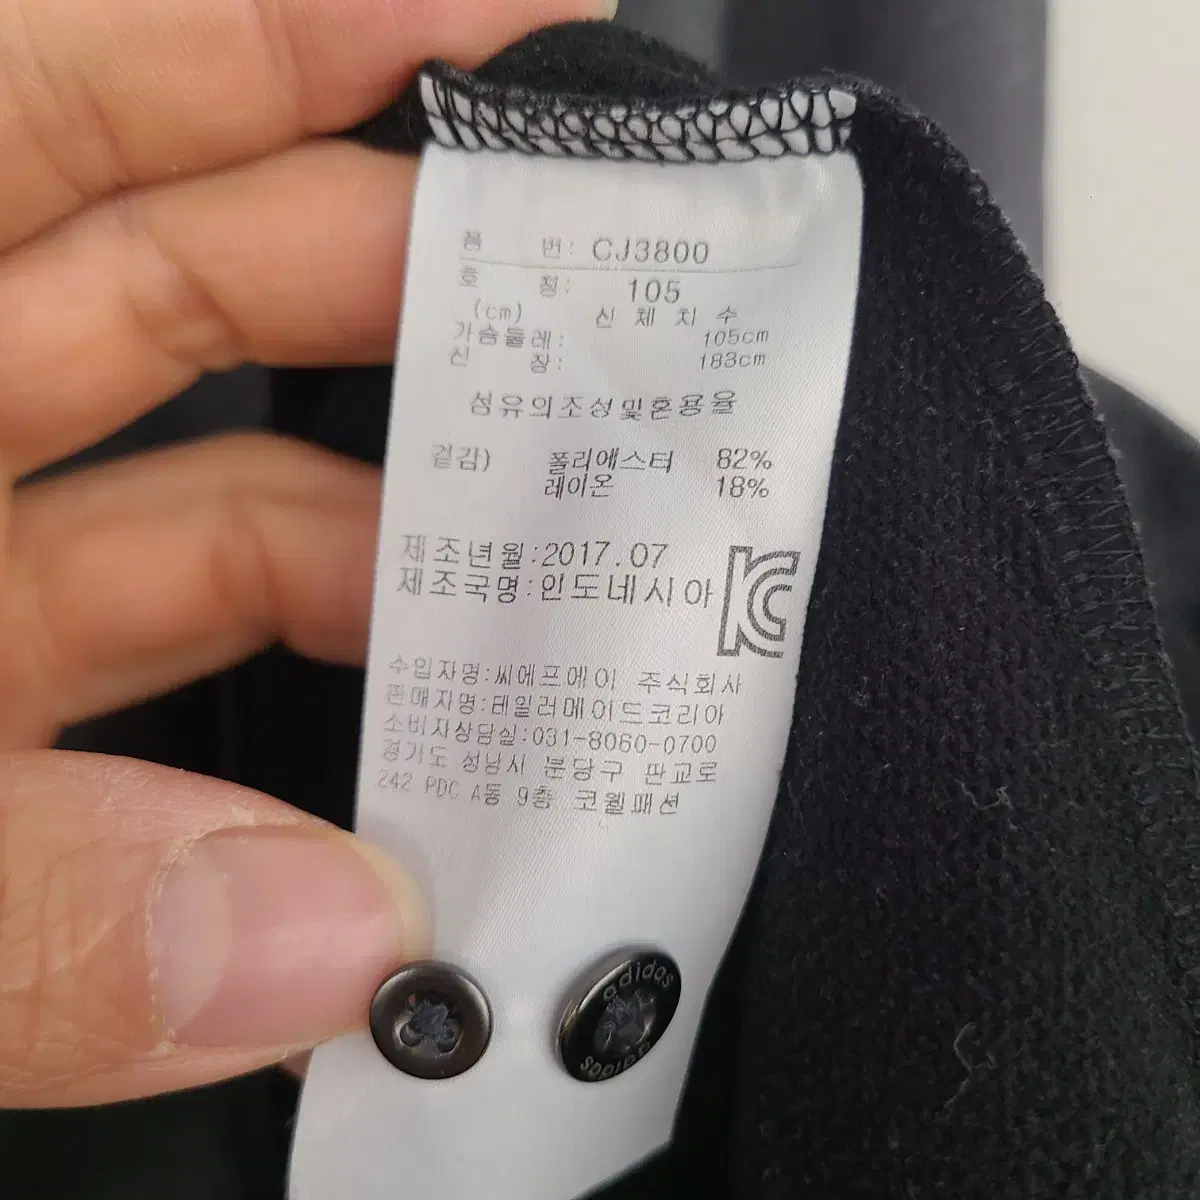 품 번: CJ3800
호 칭: 105
(cm) 신 체 치 수
가슴둘레: 105cm
신 장: 183cm
섬유의조성및혼용율
겉감) 폴리에스터 82%
레이온 18%
제조년월:2017.07
제조국명:인도네시아
KC
수입자명:씨에프에이 주식회사
판매자명:테일러메이드코리아
소비자상담실:031-8060-0700
경기도 성남시 분당구 판교로
242 PDC A동 9층 코웰패션
adidas
adidas